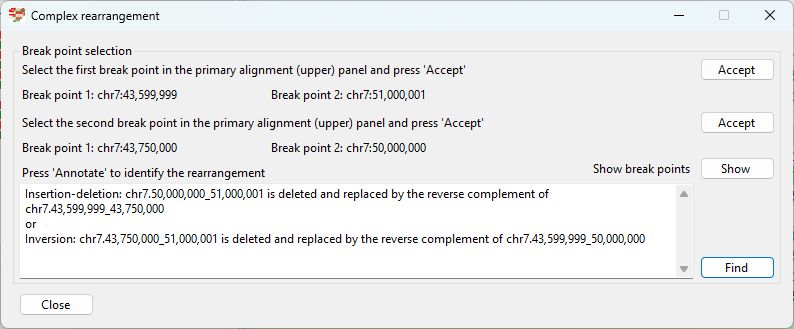 Complex rearrangement
Break point selection
Select the first break point in the primary alignment (upper) panel and press 'Accept'
Accept
Break point 1: chr7:43,599,999
Break point 2: chr7:51,000,001
Select the second break point in the primary alignment (upper) panel and press 'Accept'
Accept
Break point 1: chr7:43,750,000
Break point 2: chr7:50,000,000
Press 'Annotate' to identify the rearrangement
Show break points
Show
Insertion-deletion: chr7.50,000,000_51,000,001 is deleted and replaced by the reverse complement of
chr7.43,599,999_43,750,000
or
Inversion: chr7.43,750,000_51,000,001 is deleted and replaced by the reverse complement of chr7.43,599,999_50,000,000
Find
Close